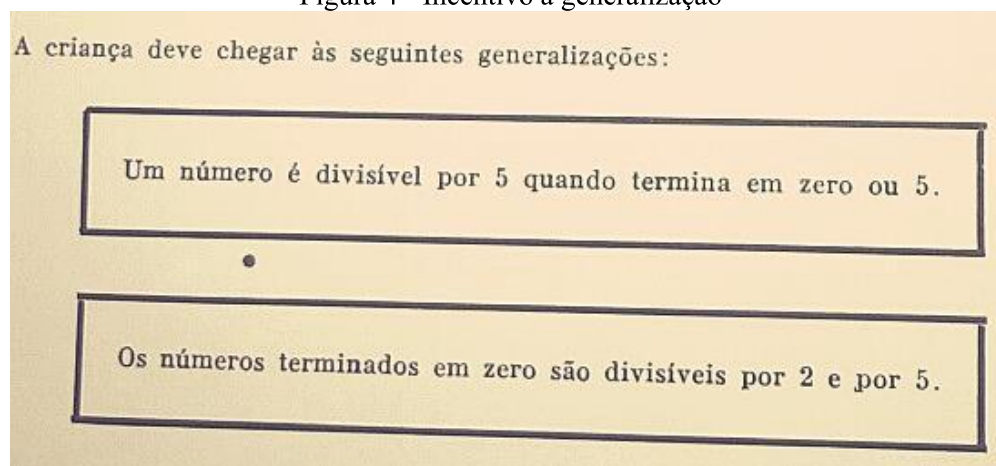 A criança deve chegar às seguintes generalizações:
Um número é divisível por 5 quando termina em zero ou 5.
Os números terminados em zero são divisíveis por 2 e por 5.